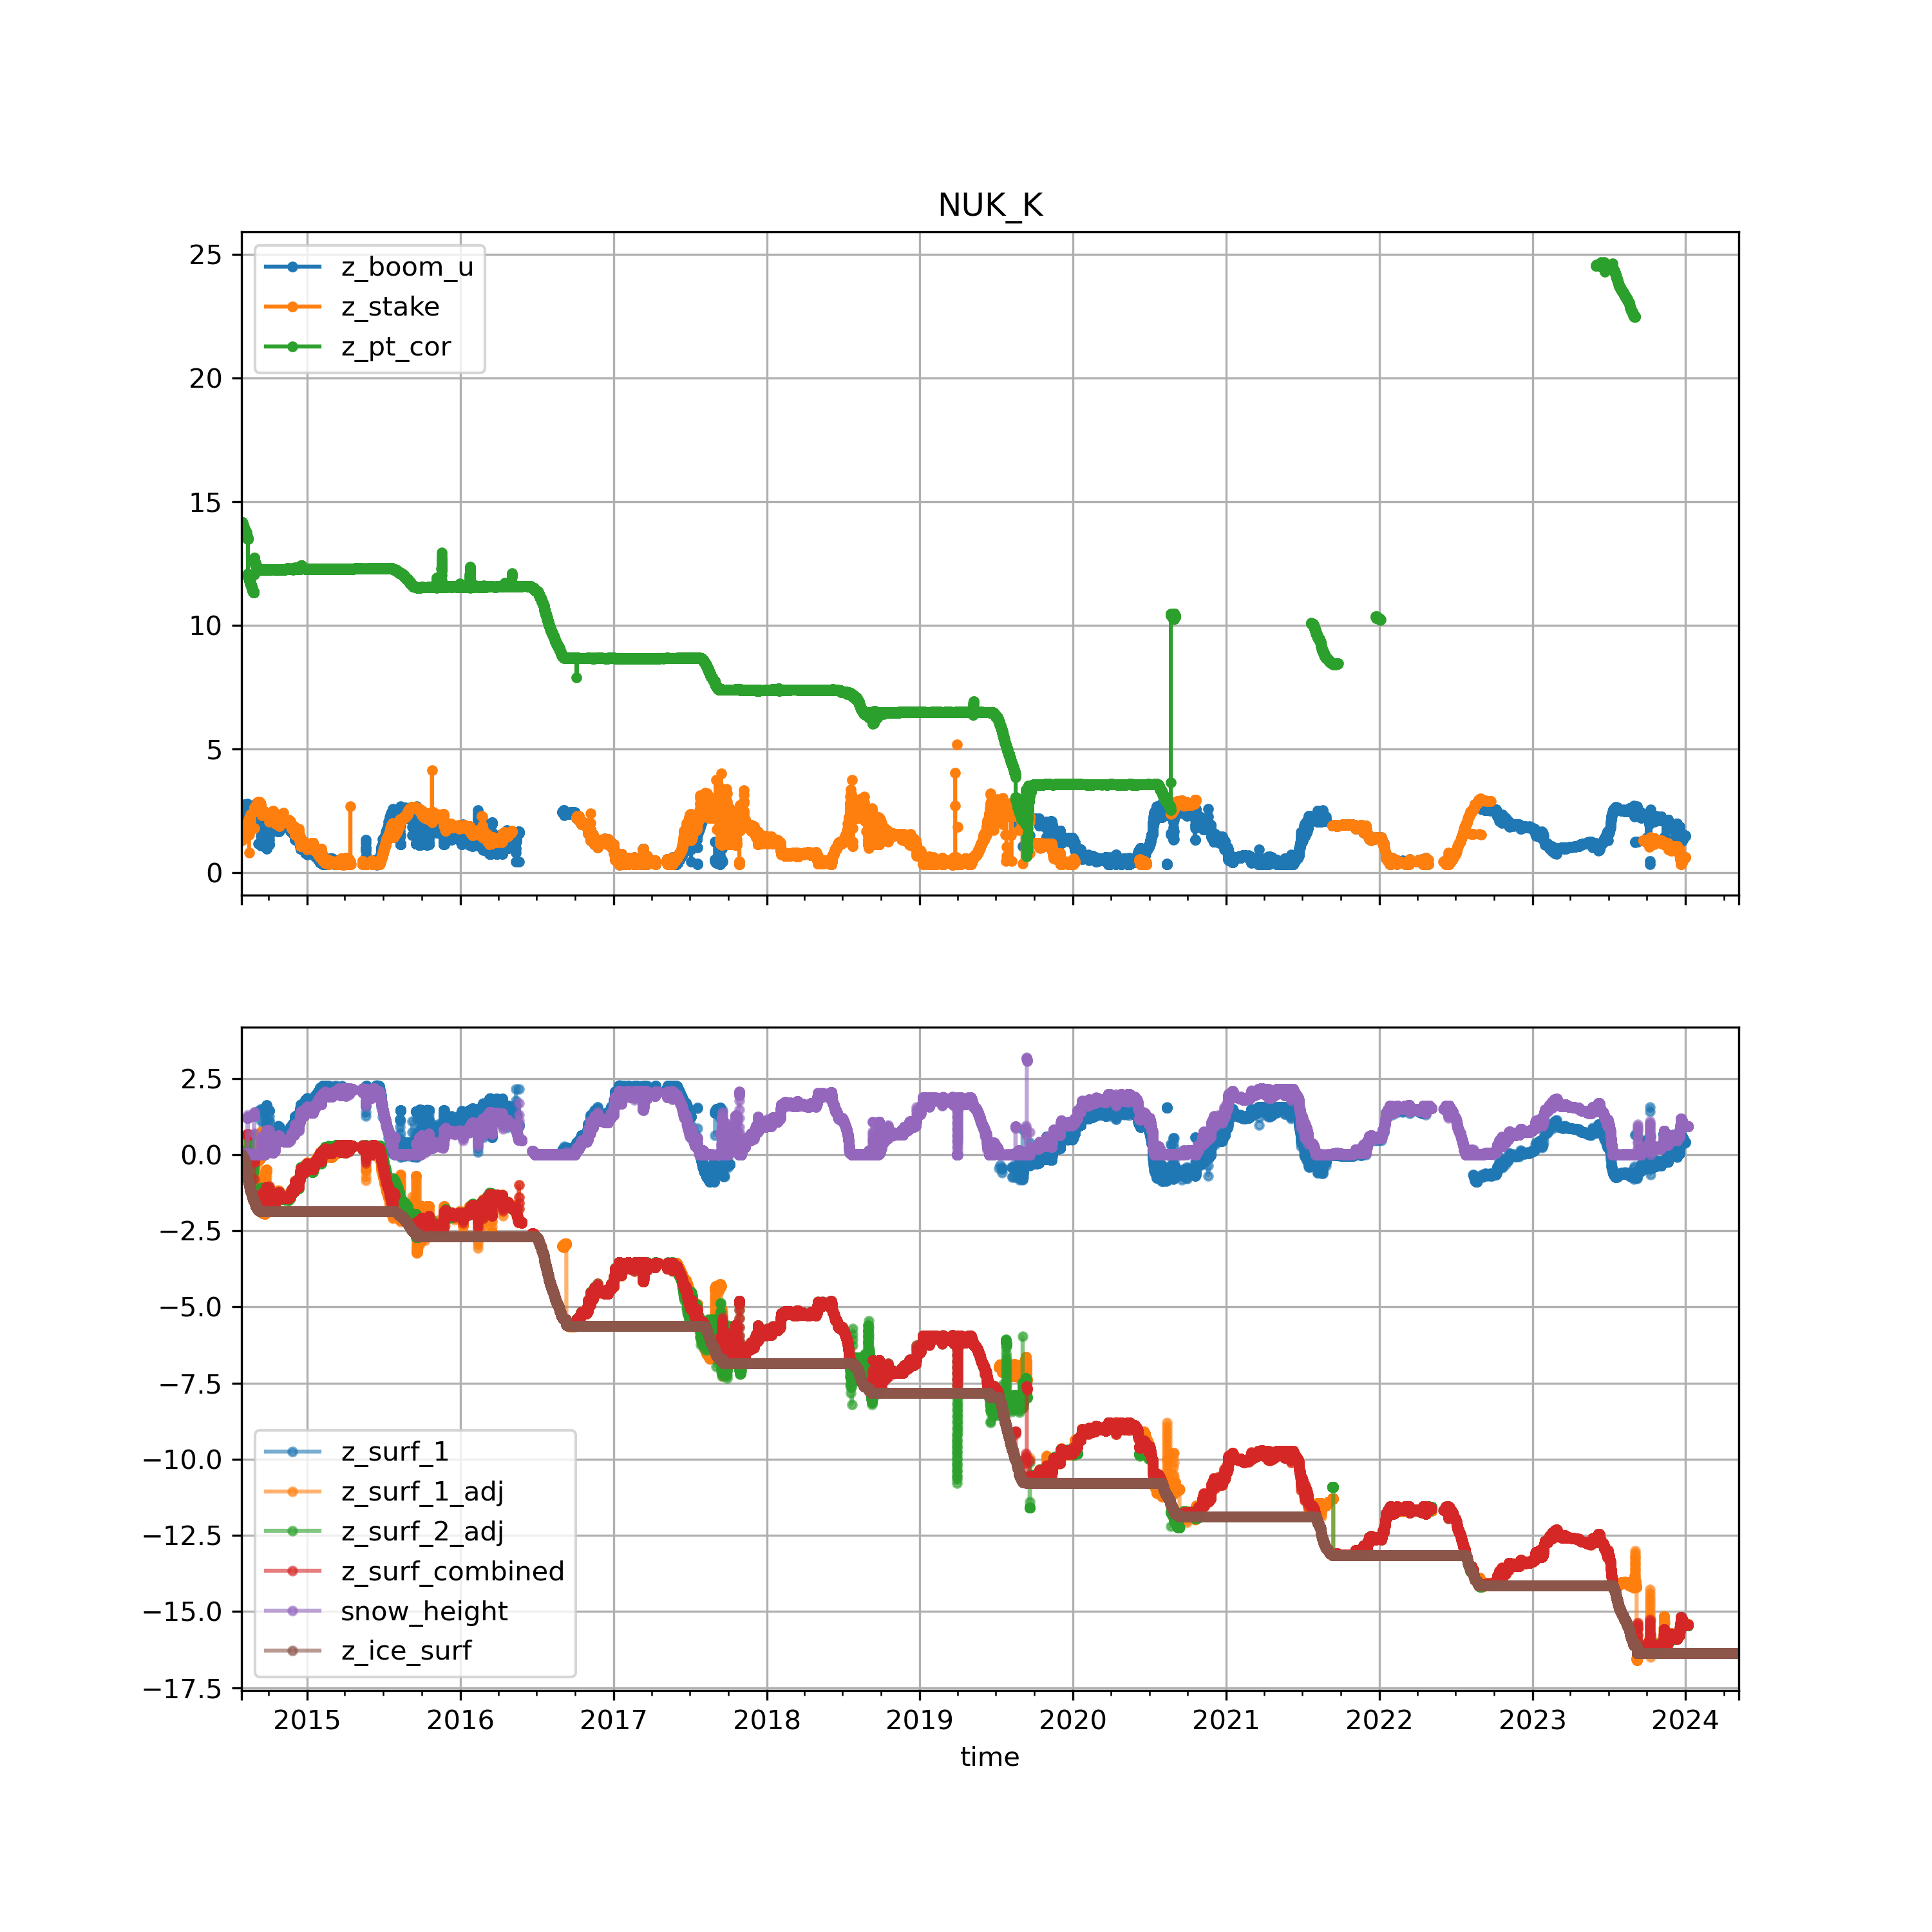 NUK_K
25
20
15
10
5
0
z_boom_u
z_stake
z_pt_cor
2.5
0.0
−2.5
−5.0
−7.5
−10.0
−12.5
−15.0
−17.5
z_surf_1
z_surf_1_adj
z_surf_2_adj
z_surf_combined
snow_height
z_ice_surf
2015 2016 2017 2018 2019 2020 2021 2022 2023 2024
time